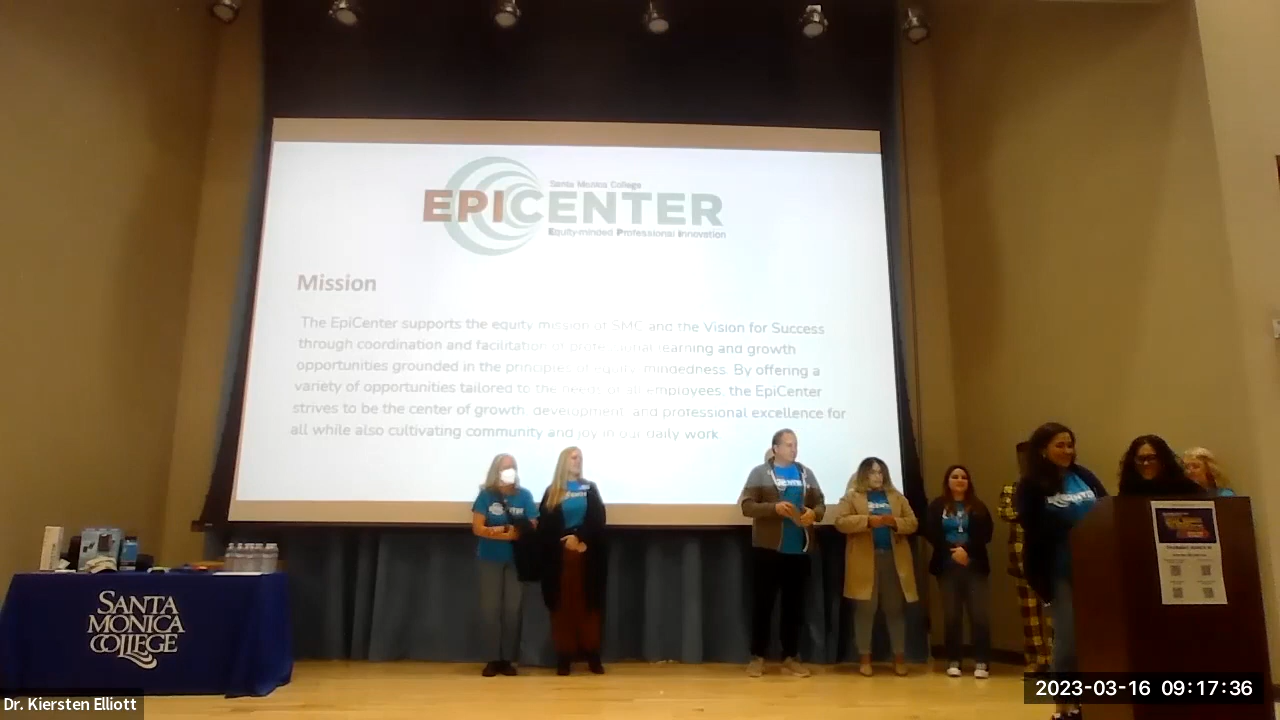 Santa Monica College
EPICENTER
Equity-minded Professional Innovation
Mission
The EpiCenter supports the equity mission of SMC and the Vision for Success
through coordination and facilitation of professional learning and growth
opportunities grounded in the principles of equity-mindedness. By offering a
variety of opportunities tailored to the needs of all employees, the EpiCenter
strives to be the center of growth, development, and professional excellence for
all while also cultivating community and joy in our daily work
SANTA
MONICA
COLLEGE
Dr. Kiersten Elliott
2023-03-16 09:17:36